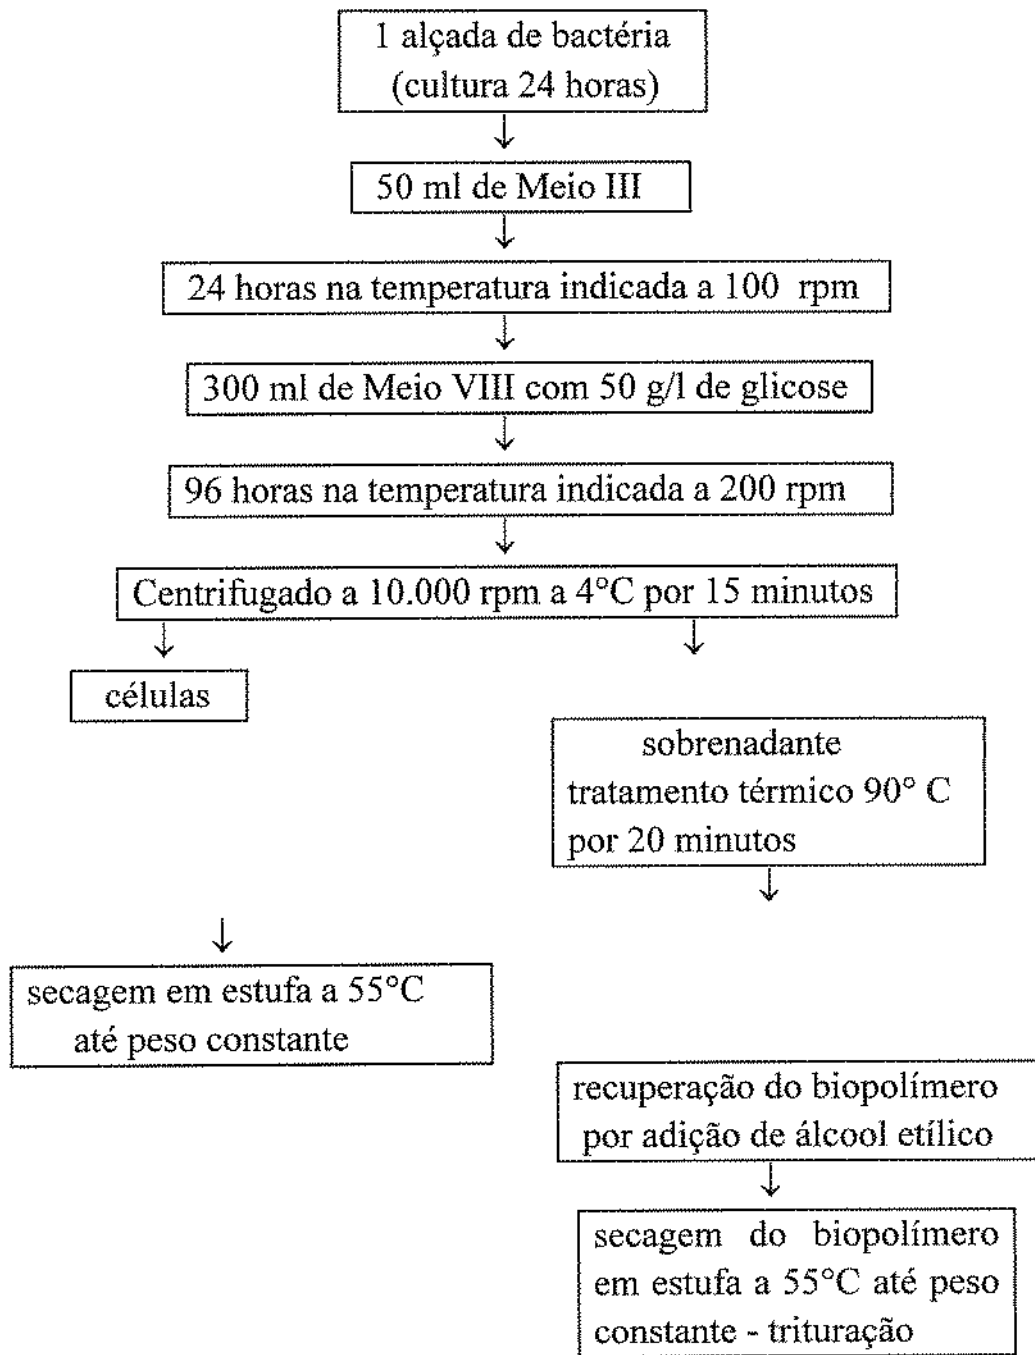 1 alçada de bactéria
(cultura 24 horas)
50 ml de Meio III
24 horas na temperatura indicada a 100 rpm
300 ml de Meio VIII com 50 g/l de glicose
96 horas na temperatura indicada a 200 rpm
Centrifugado a 10.000 rpm a 4°C por 15 minutos
células
sobrenadante
tratamento térmico 90° C
por 20 minutos
secagem em estufa a 55°C
até peso constante
recuperação do biopolímero
por adição de álcool etílico
secagem do biopolímero
em estufa a 55°C até peso
constante - trituração